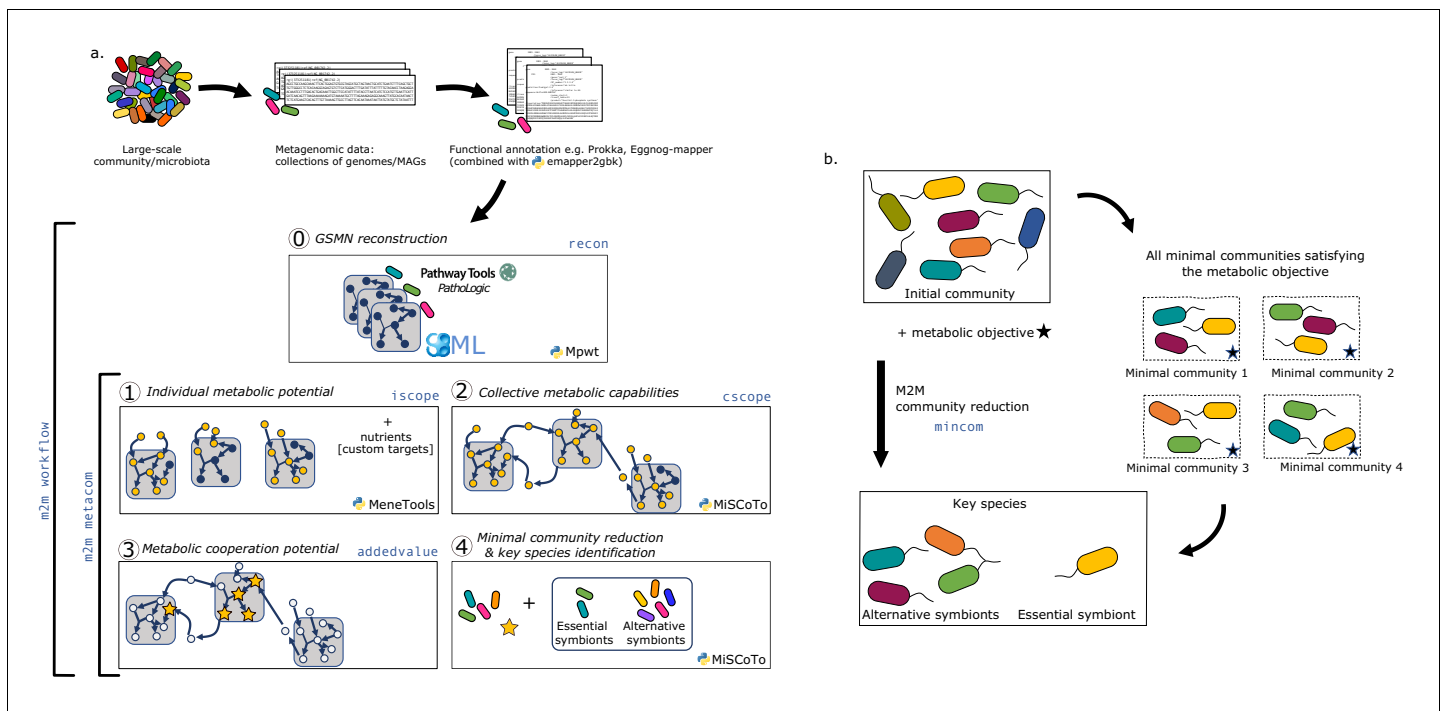 a.
Large-scale
community/microbiota
Metagenomic data:
collections of genomes/MAGs
Functional annotation e.g. Prokka, Eggnog-mapper
(combined with emapper2gbk)
m2m workflow
m2m metacom
0 GSMN reconstruction
recon
Pathway Tools
PathoLogic
SBML
Mpwt
1 Individual metabolic potential
iscope
+
nutrients
[custom targets]
MeneTools
2 Collective metabolic capabilities
cscope
MiSCoTo
3 Metabolic cooperation potential
addedvalue
4 Minimal community reduction
& key species identification
+
Essential
symbionts
Alternative
symbionts
MiSCoTo
b.
Initial community
+ metabolic objective
M2M
community reduction
mincom
All minimal communities satisfying
the metabolic objective
Minimal community 1
Minimal community 2
Minimal community 3
Minimal community 4
Key species
Alternative symbionts
Essential symbiont